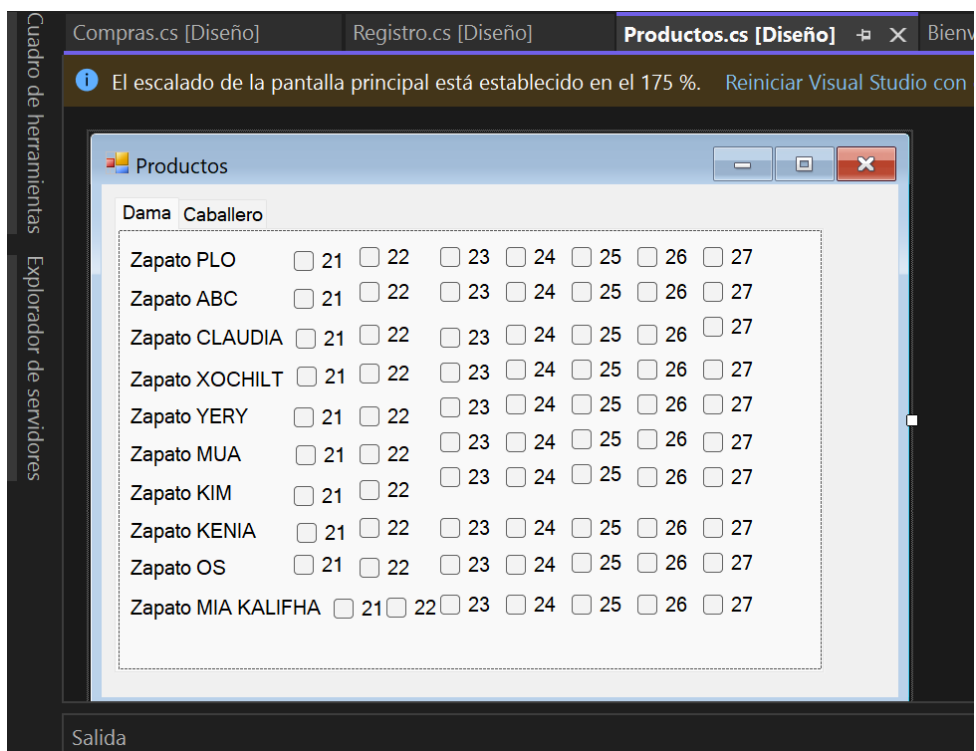 Cuadro de herramientas
Explorador de servidores
Compras.cs [Diseño] Registro.cs [Diseño] Productos.cs [Diseño] Bienv
El escalado de la pantalla principal está establecido en el 175 %. Reiniciar Visual Studio con
Productos
Dama Caballero
Zapato PLO 21 22 23 24 25 26 27
Zapato ABC 21 22 23 24 25 26 27
Zapato CLAUDIA 21 22 23 24 25 26 27
Zapato XOCHILT 21 22 23 24 25 26 27
Zapato YERY 21 22 23 24 25 26 27
Zapato MUA 21 22 23 24 25 26 27
Zapato KIM 21 22 23 24 25 26 27
Zapato KENIA 21 22 23 24 25 26 27
Zapato OS 21 22 23 24 25 26 27
Zapato MIA KALIFHA 21 22 23 24 25 26 27
Salida